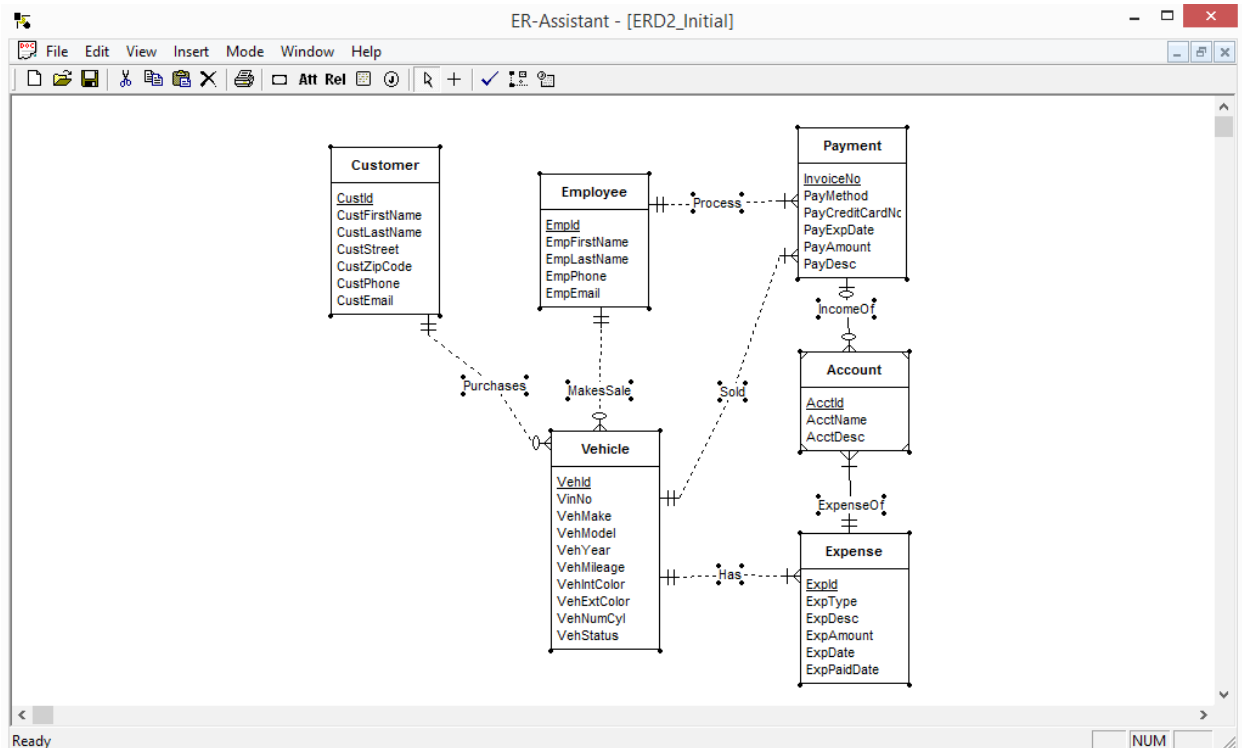 ER-Assistant - [ERD2_Initial]
DOC File Edit View Insert Mode Window Help
Att Rel J
Customer
CustId
CustFirstName
CustLastName
CustStreet
CustZipCode
CustPhone
CustEmail
Employee
EmpId
EmpFirstName
EmpLastName
EmpPhone
EmpEmail
Process
Payment
InvoiceNo
PayMethod
PayCreditCardNo
PayExpDate
PayAmount
PayDesc
IncomeOf
Purchases
MakesSale
Sold
Account
AcctId
AcctName
AcctDesc
Vehicle
VehId
VinNo
VehMake
VehModel
VehYear
VehMileage
VehIntColor
VehExtColor
VehNumCyl
VehStatus
ExpenseOf
Has
Expense
ExpId
ExpType
ExpDesc
ExpAmount
ExpDate
ExpPaidDate
Ready NUM